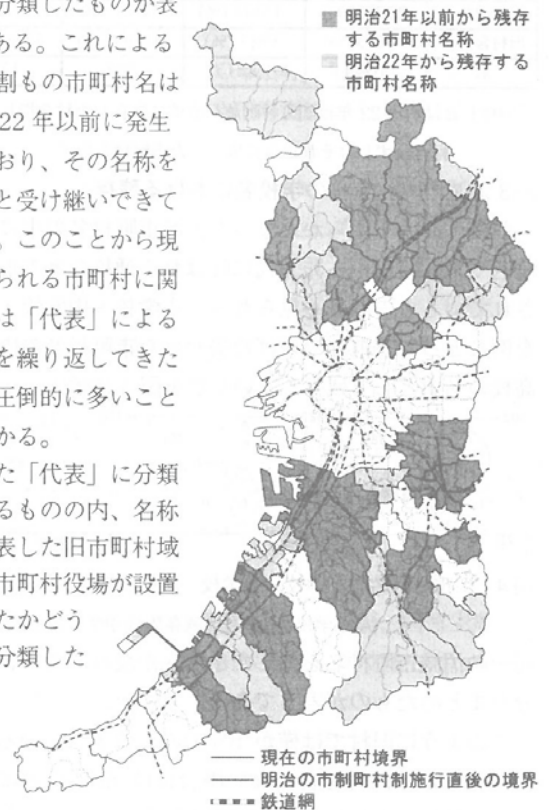 分類したものが表
ある。これによる
割もの市町村名は
22 年以前に発生
おり、その名称を
と受け継いできて
。このことから現
られる市町村に関
は「代表」による
を繰り返してきた
圧倒的に多いこと
かる。
た「代表」に分類
るものの内、名称
表した旧市町村域
市町村役場が設置
たかどう
分類した
明治21年以前から残存
する市町村名称
明治22年から残存する
市町村名称
現在の市町村境界
明治の市制町村制施行直後の境界
鉄道網